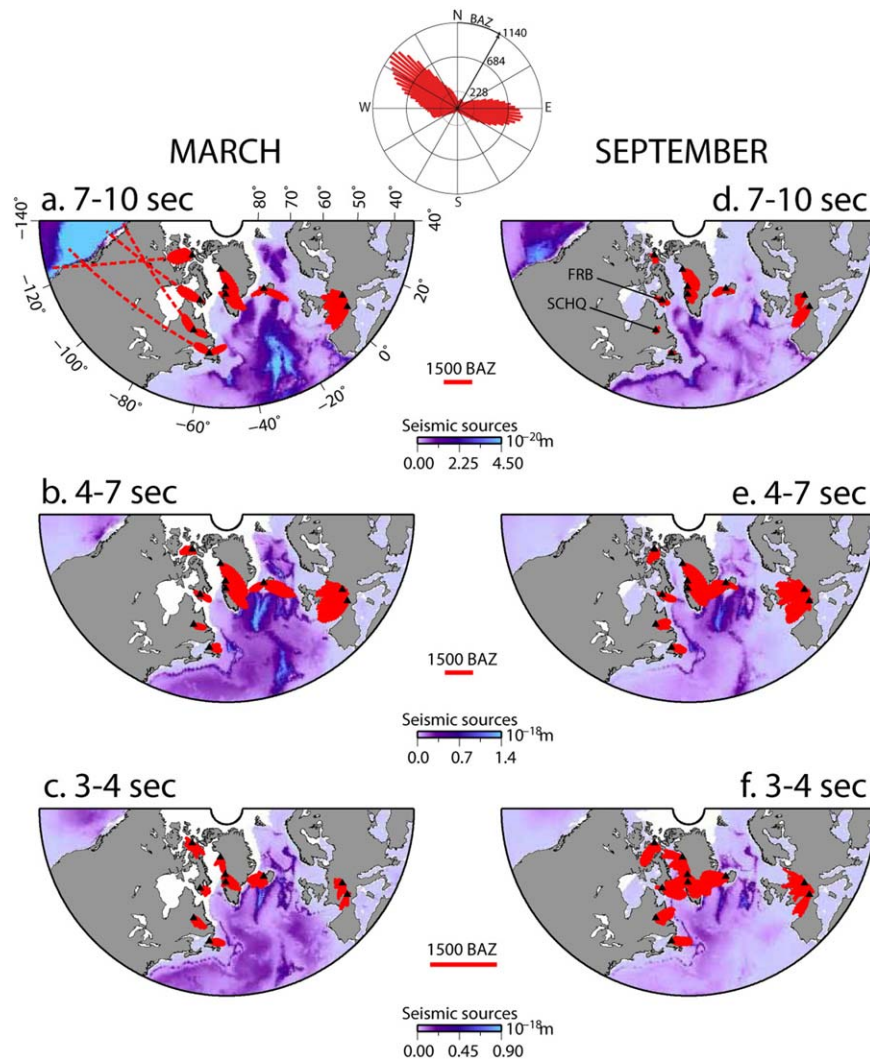 N
BAZ
1140
684
228
W
E
S
MARCH
SEPTEMBER
a. 7-10 sec
80° 70° 60° 50° 40°
d. 7-10 sec
-140°
40°
-120°
20°
-100°
0°
-80°
-20°
-60°
-40°
FRB
SCHQ
1500 BAZ
Seismic sources
10⁻²⁰m
0.00 2.25 4.50
b. 4-7 sec
e. 4-7 sec
1500 BAZ
Seismic sources
10⁻¹⁸m
0.0 0.7 1.4
c. 3-4 sec
f. 3-4 sec
1500 BAZ
Seismic sources
10⁻¹⁸m
0.00 0.45 0.90